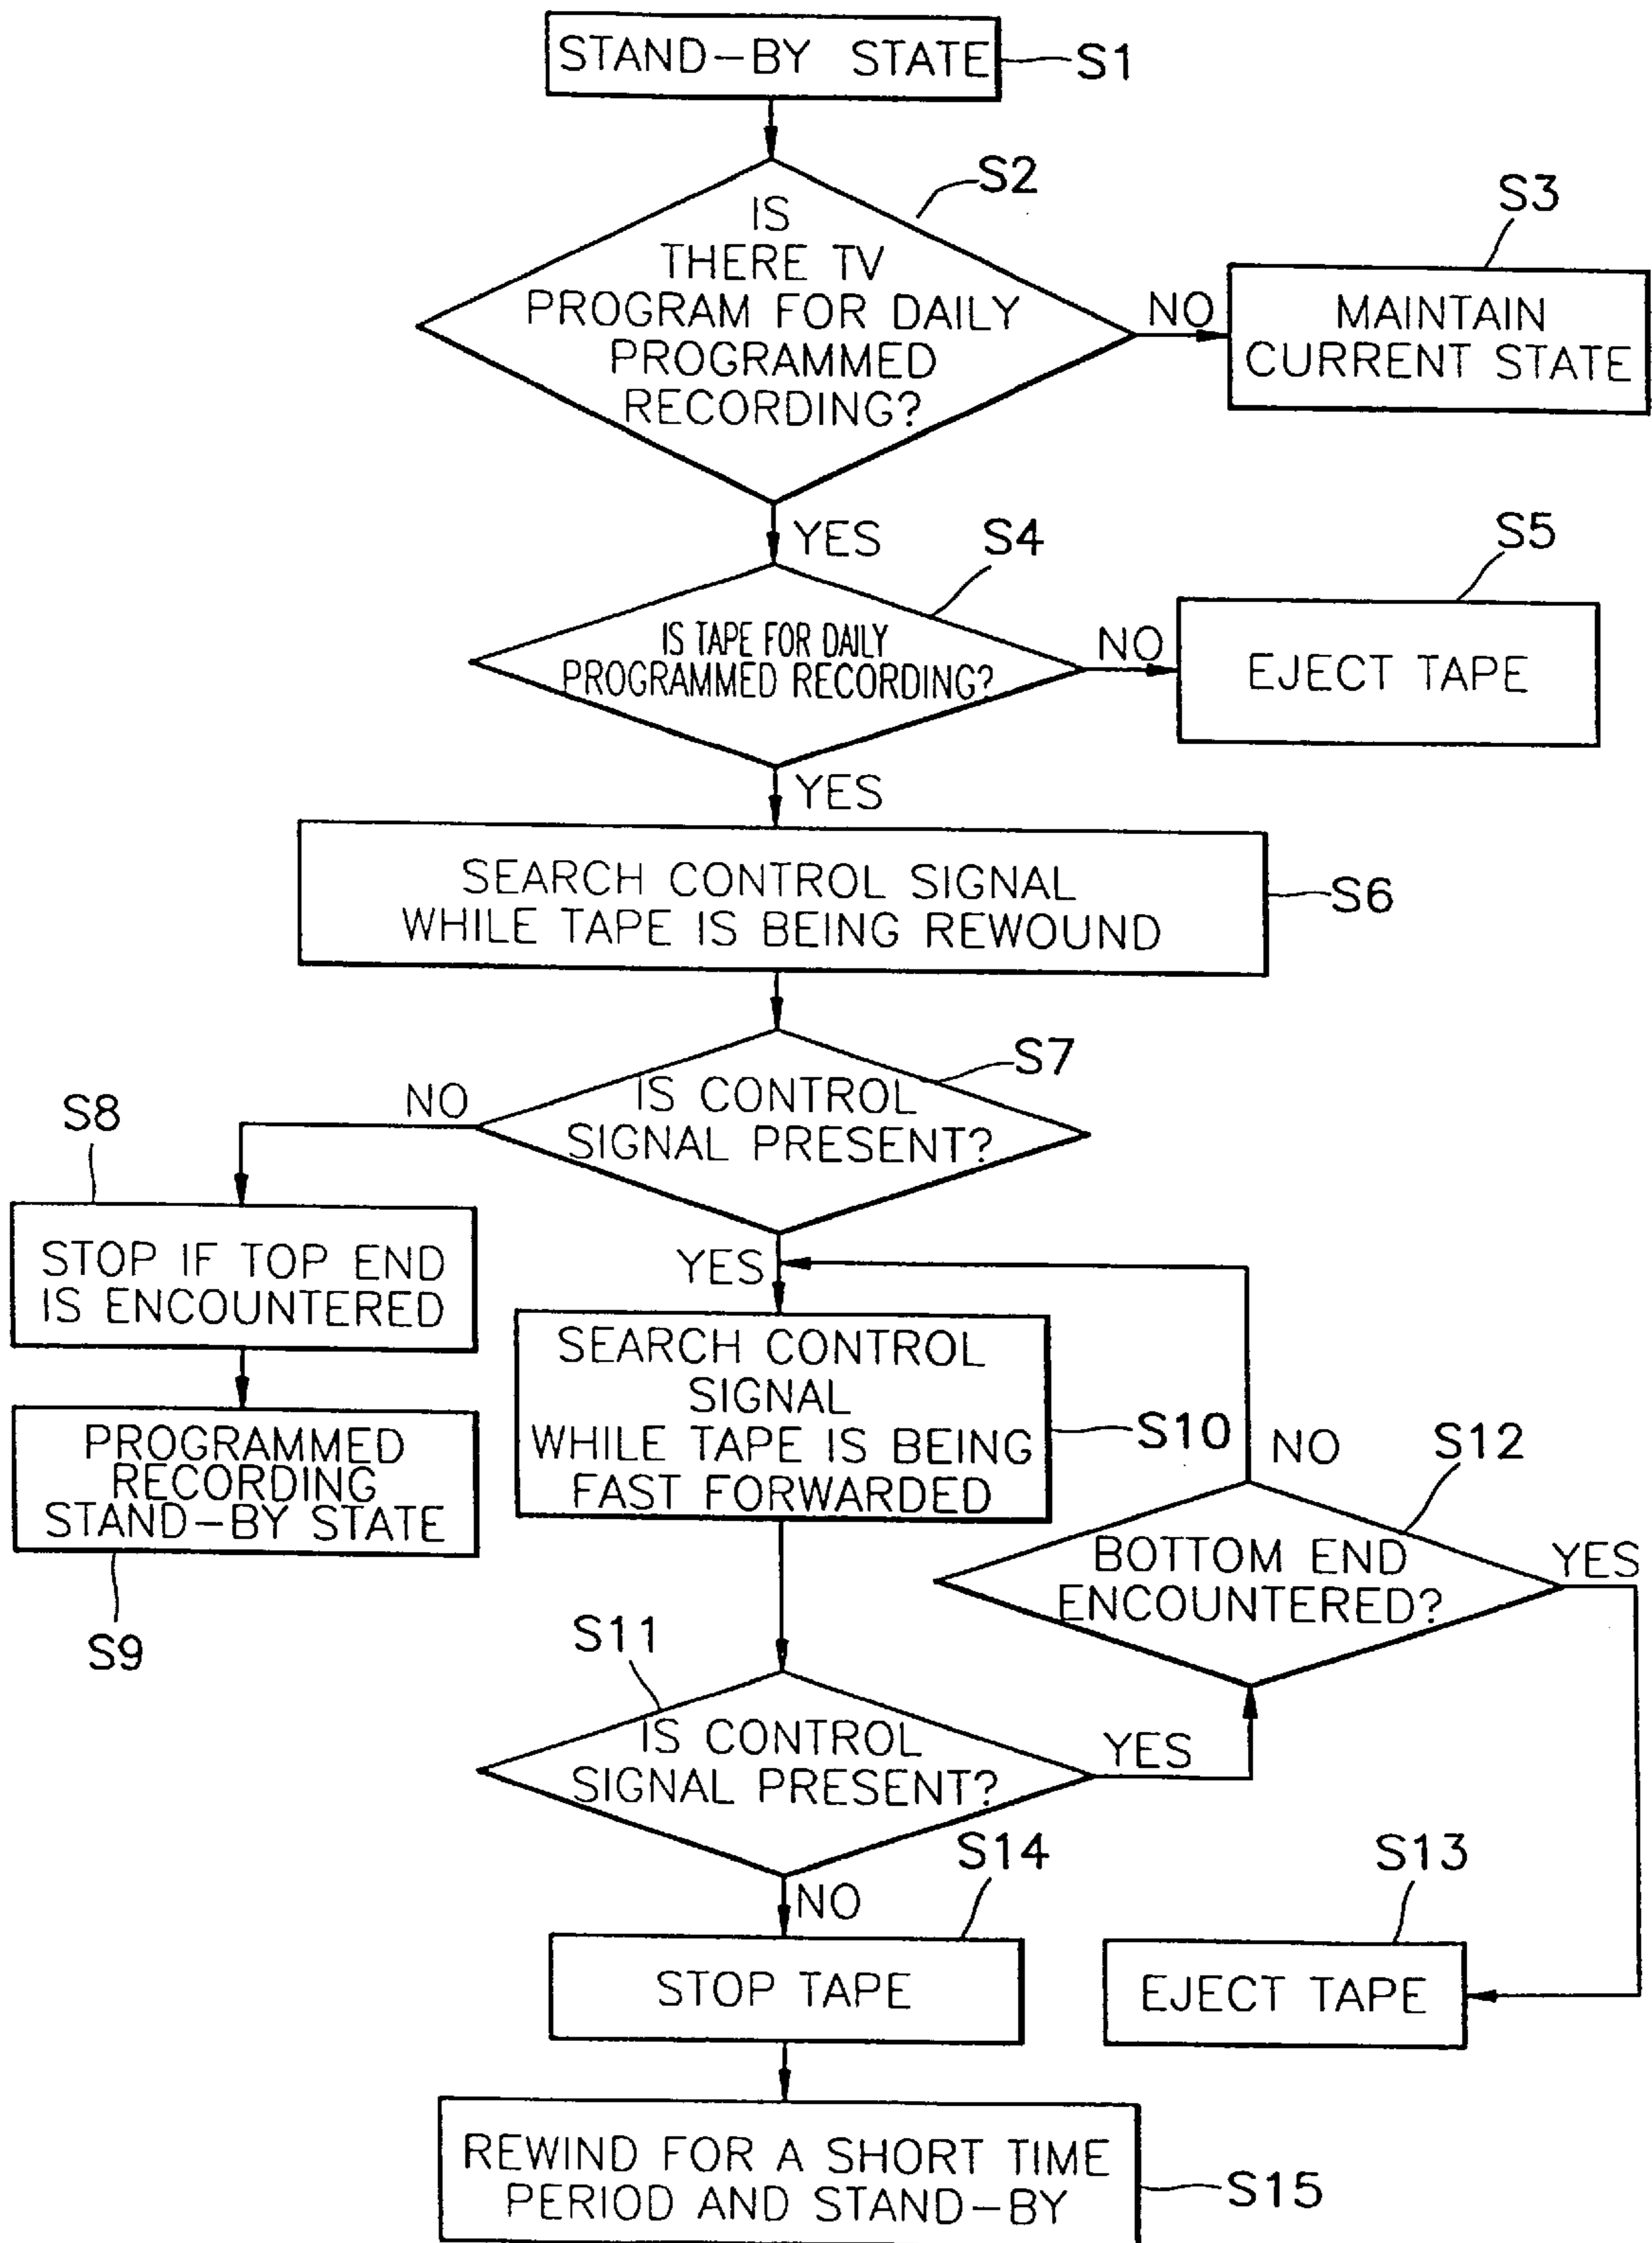 STAND-BY STATE
S1
S2
IS
THERE TV
PROGRAM FOR DAILY
PROGRAMMED
RECORDING?
NO
S3
MAINTAIN
CURRENT STATE
YES
S4
IS TAPE FOR DAILY
PROGRAMMED RECORDING?
NO
S5
EJECT TAPE
YES
SEARCH CONTROL SIGNAL
WHILE TAPE IS BEING REWOUND
S6
S7
IS CONTROL
SIGNAL PRESENT?
NO
S8
STOP IF TOP END
IS ENCOUNTERED
PROGRAMMED
RECORDING
STAND-BY STATE
S9
YES
SEARCH CONTROL
SIGNAL
WHILE TAPE IS BEING
FAST FORWARDED
S10
NO
S12
BOTTOM END
ENCOUNTERED?
YES
S11
IS CONTROL
SIGNAL PRESENT?
YES
S13
EJECT TAPE
NO
S14
STOP TAPE
REWIND FOR A SHORT TIME
PERIOD AND STAND-BY
S15